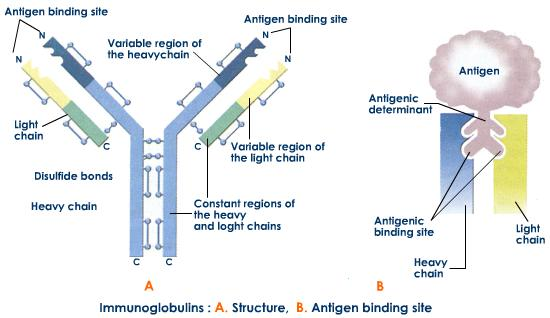 Antigen binding site
N
N
Variable region of
the heavychain
Antigen binding site
N
N
Light
chain
C
C
Variable region of
the light chain
Disulfide bonds
Heavy chain
Constant regions of
the heavy
and loght chains
C
C
A
Antigen
Antigenic
determinant
Antigenic
binding site
Heavy
chain
Light
chain
B
Immunoglobulins : A. Structure, B. Antigen binding site